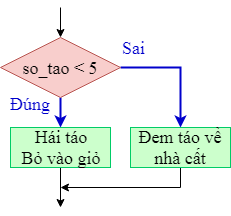 Sai
so_tao < 5
Đúng
Hái táo
Bỏ vào giỏ
Đem táo về
nhà cất